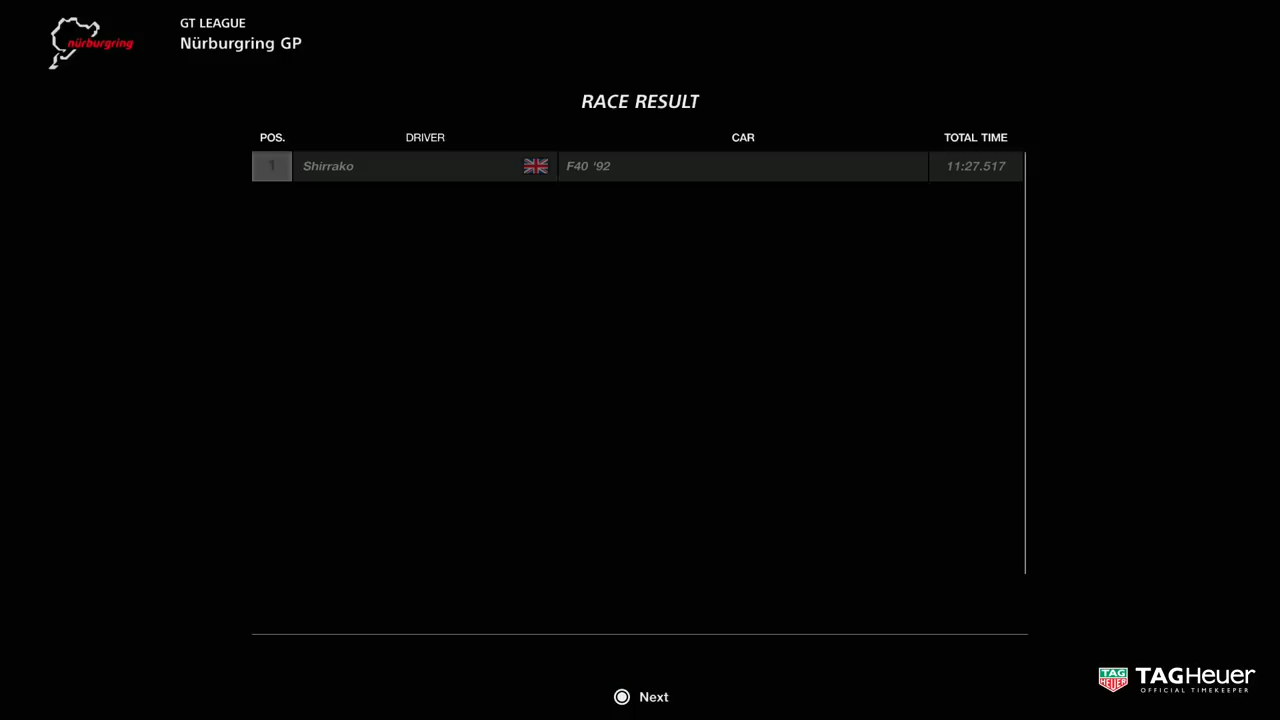 nürburgring
GT LEAGUE
Nürburgring GP
RACE RESULT
POS. DRIVER CAR TOTAL TIME
1 Shirrako F40 '92 11:27.517
TAG HEUER TAGHeuer
OFFICIAL TIMEKEEPER
Next